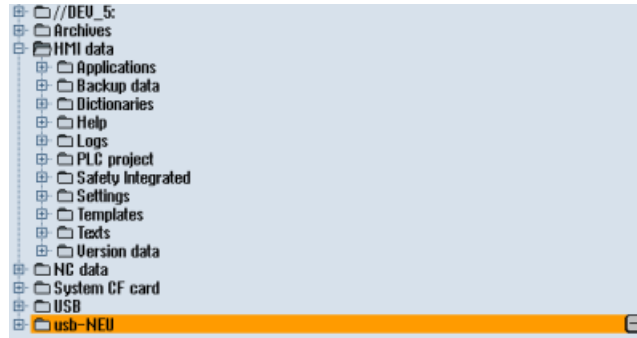 //DEV_5:
Archives
HMI data
Applications
Backup data
Dictionaries
Help
Logs
PLC project
Safety Integrated
Settings
Templates
Texts
Version data
NC data
System CF card
USB
usb-NEU